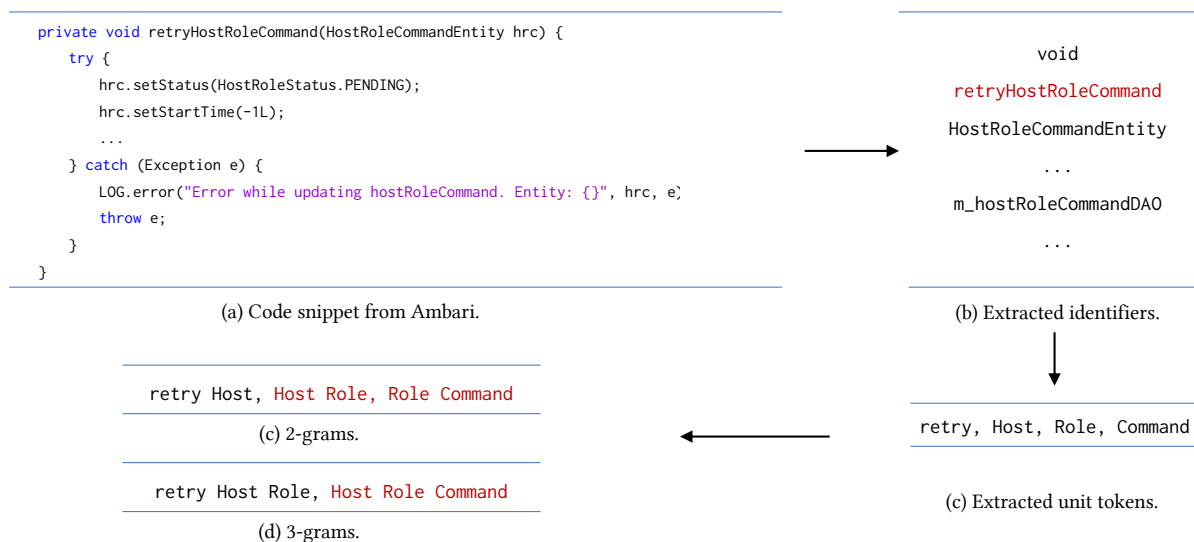 private void retryHostRoleCommand(HostRoleCommandEntity hrc) {
try {
hrc.setStatus(HostRoleStatus.PENDING);
hrc.setStartTime(-1L);
...
} catch (Exception e) {
LOG.error("Error while updating hostRoleCommand. Entity: {}", hrc, e)
throw e;
}
}
(a) Code snippet from Ambari.
void
retryHostRoleCommand
HostRoleCommandEntity
...
m_hostRoleCommandDAO
...
(b) Extracted identifiers.
retry, Host, Role, Command
(c) Extracted unit tokens.
retry Host, Host Role, Role Command
(c) 2-grams.
retry Host Role, Host Role Command
(d) 3-grams.